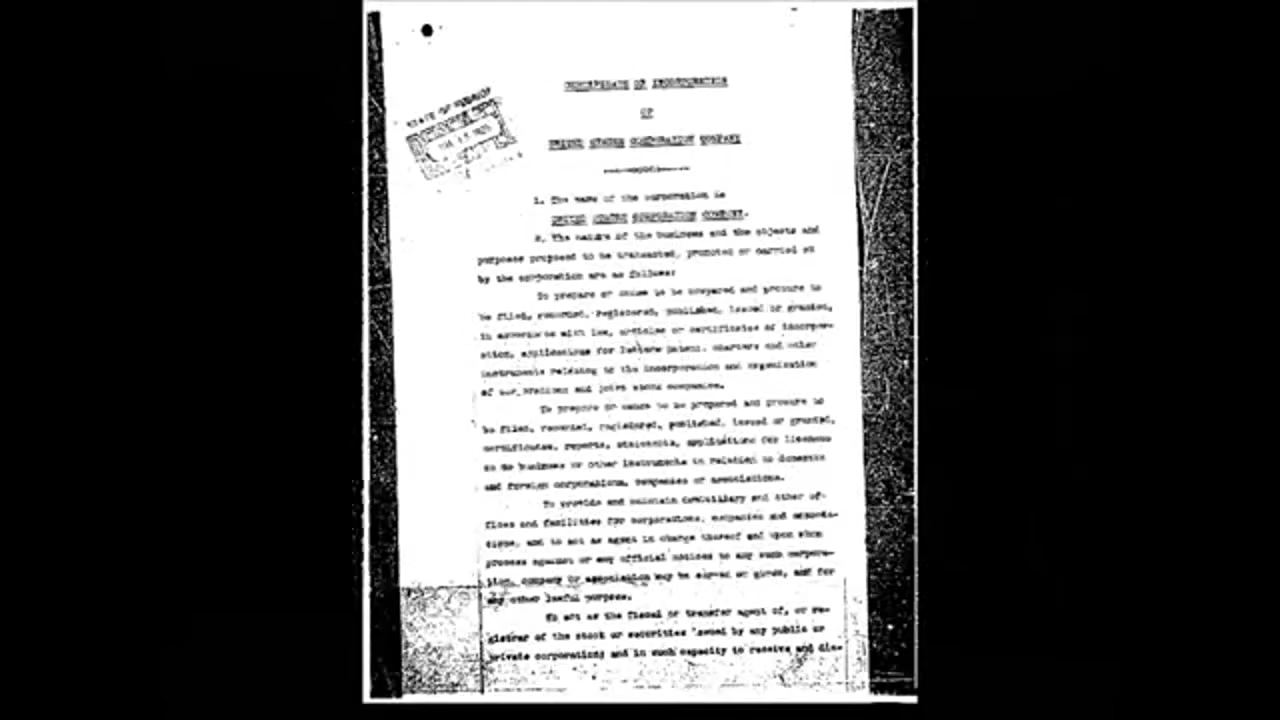 CERTIFICATE OF INCORPORATION
OF
UNITED STATES CORPORATION COMPANY
STATE OF
1. The name of the corporation is
UNITED STATES CORPORATION COMPANY.
2. The nature of the business and the objects and
purposes proposed to be transacted, promoted or carried on
by the corporation are as follows:
To prepare or cause to be prepared and procure to
be filed, recorded, registered, published, issued or granted,
in accordance with law, articles or certificates of incorpor-
ation, applications for letters patent, charters and other
instruments relating to the incorporation and organization
of corporations and joint stock companies.
To prepare or cause to be prepared and procure to
be filed, recorded, registered, published, issued or granted,
certificates, reports, statements, applications for licenses
to do business or other instruments in relation to domestic
and foreign corporations, companies or associations.
To provide and maintain domiciliary and other of-
fices and facilities for corporations, companies and associa-
tions, and to act as agent in charge thereof and upon whom
process against or any official notices to any such corpora-
tion, company or association may be served or given, and for
any other lawful purpose.
To act as the fiscal or transfer agent of, or re-
gistrar of the stock or securities issued by any public or
private corporation; and in such capacity to receive and dis-